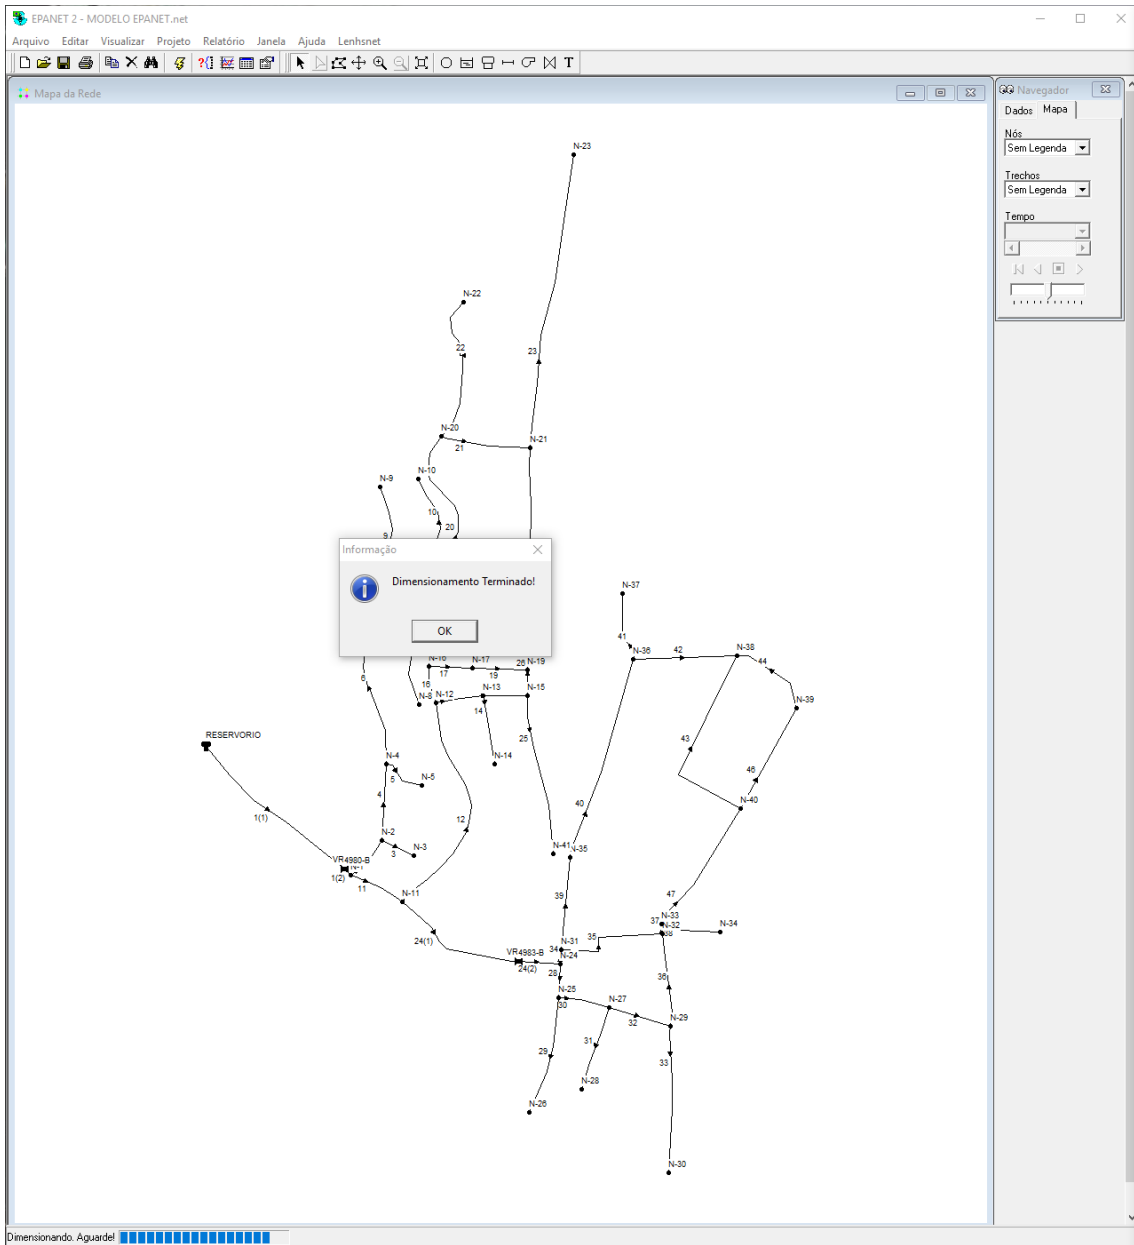 EPANET 2 - MODELO EPANET.net
Arquivo Editar Visualizar Projeto Relatório Janela Ajuda Lenhsnet
T
Mapa da Rede
Navegador
Dados Mapa
Nós
Sem Legenda
Trechos
Sem Legenda
Tempo
N-23
N-22
22
23
N-20
N-21
21
N-10
N-9
10
20
9
Informação
Dimensionamento Terminado!
OK
N-37
41
N-36
42
N-38
44
N-16
N-17
26
N-19
17
19
6
16
N-8
N-12
N-13
N-15
14
N-39
RESERVORIO
25
43
N-4
N-14
5
N-5
46
4
40
N-40
1(1)
12
N-2
3
N-3
N-41
N-35
VR4980-B
1(2)
11
N-11
39
47
N-33
37
N-32
38
N-34
24(1)
N-31
35
34
VR4983-B
N-24
24(2)
28
36
N-25
30
N-27
32
N-29
31
29
33
N-28
N-26
N-30
Dimensionando. Aguarde!